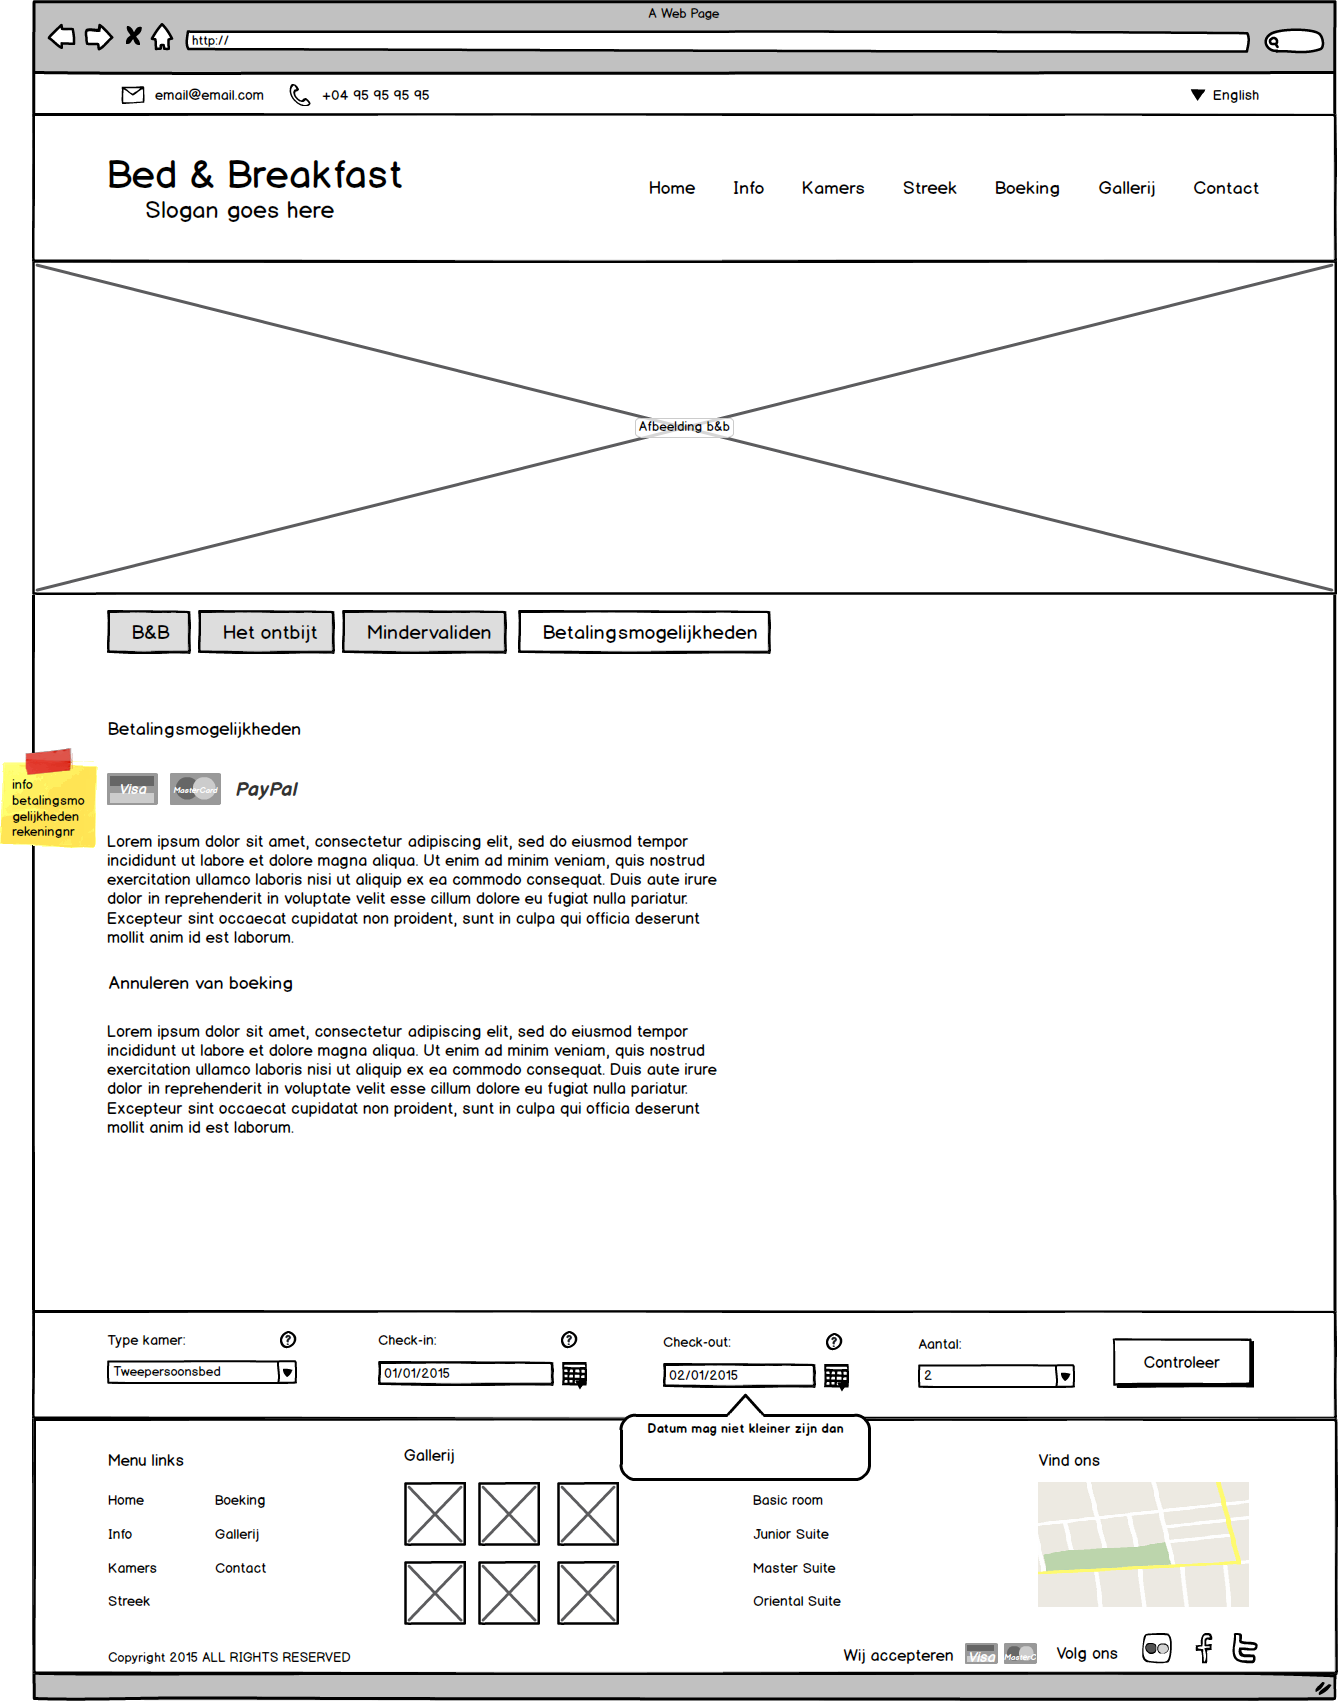 A Web Page
http://
email@email.com
+04 95 95 95 95
English
Bed & Breakfast
Slogan goes here
Home Info Kamers Streek Boeking Gallerij Contact
Afbeelding b&b
B&B
Het ontbijt
Mindervaliden
Betalingsmogelijkheden
Betalingsmogelijkheden
info
betalingsmo
gelijkheden
rekeningnr
Visa MasterCard PayPal
Lorem ipsum dolor sit amet, consectetur adipiscing elit, sed do eiusmod tempor
incididunt ut labore et dolore magna aliqua. Ut enim ad minim veniam, quis nostrud
exercitation ullamco laboris nisi ut aliquip ex ea commodo consequat. Duis aute irure
dolor in reprehenderit in voluptate velit esse cillum dolore eu fugiat nulla pariatur.
Excepteur sint occaecat cupidatat non proident, sunt in culpa qui officia deserunt
mollit anim id est laborum.
Annuleren van boeking
Lorem ipsum dolor sit amet, consectetur adipiscing elit, sed do eiusmod tempor
incididunt ut labore et dolore magna aliqua. Ut enim ad minim veniam, quis nostrud
exercitation ullamco laboris nisi ut aliquip ex ea commodo consequat. Duis aute irure
dolor in reprehenderit in voluptate velit esse cillum dolore eu fugiat nulla pariatur.
Excepteur sint occaecat cupidatat non proident, sunt in culpa qui officia deserunt
mollit anim id est laborum.
Type kamer: ?
Tweepersoonsbed
Check-in: ?
01/01/2015
Check-out: ?
02/01/2015
Aantal:
2
Controleer
Datum mag niet kleiner zijn dan
Menu links
Home
Info
Kamers
Streek
Boeking
Gallerij
Contact
Gallerij
Basic room
Junior Suite
Master Suite
Oriental Suite
Vind ons
Copyright 2015 ALL RIGHTS RESERVED
Wij accepteren Visa MasterC
Volg ons